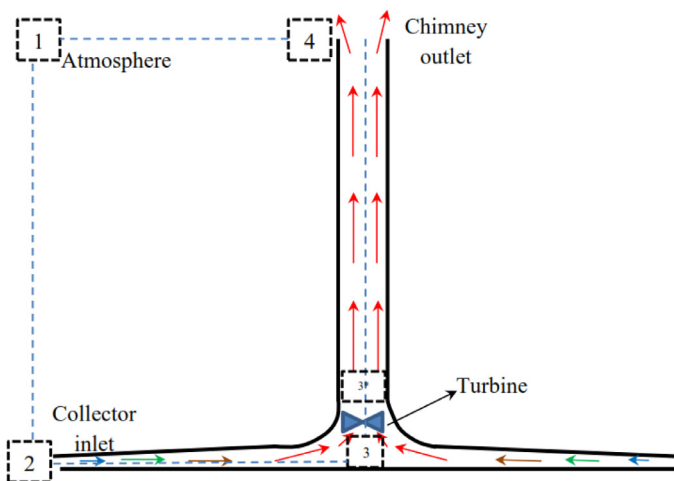 1
4
Chimney
outlet
Atmosphere
3'
Turbine
Collector
inlet
2
3